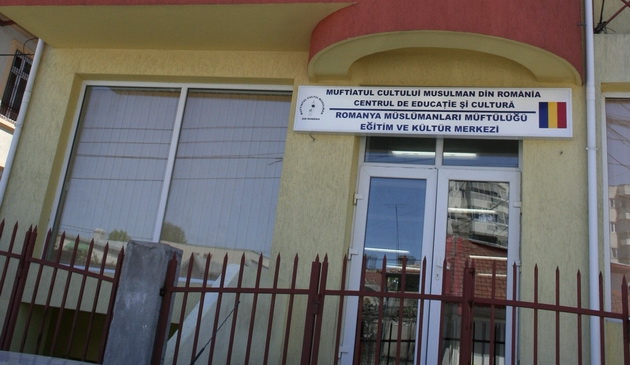 MUFTIATUL CULTULUI MUSULMAN DIN ROMÂNIA
CENTRUL DE EDUCAȚIE ȘI CULTURĂ
ROMANYA MÜSLÜMANLARI MÜFTÜLÜĞÜ
EĞİTİM VE KÜLTÜR MERKEZİ